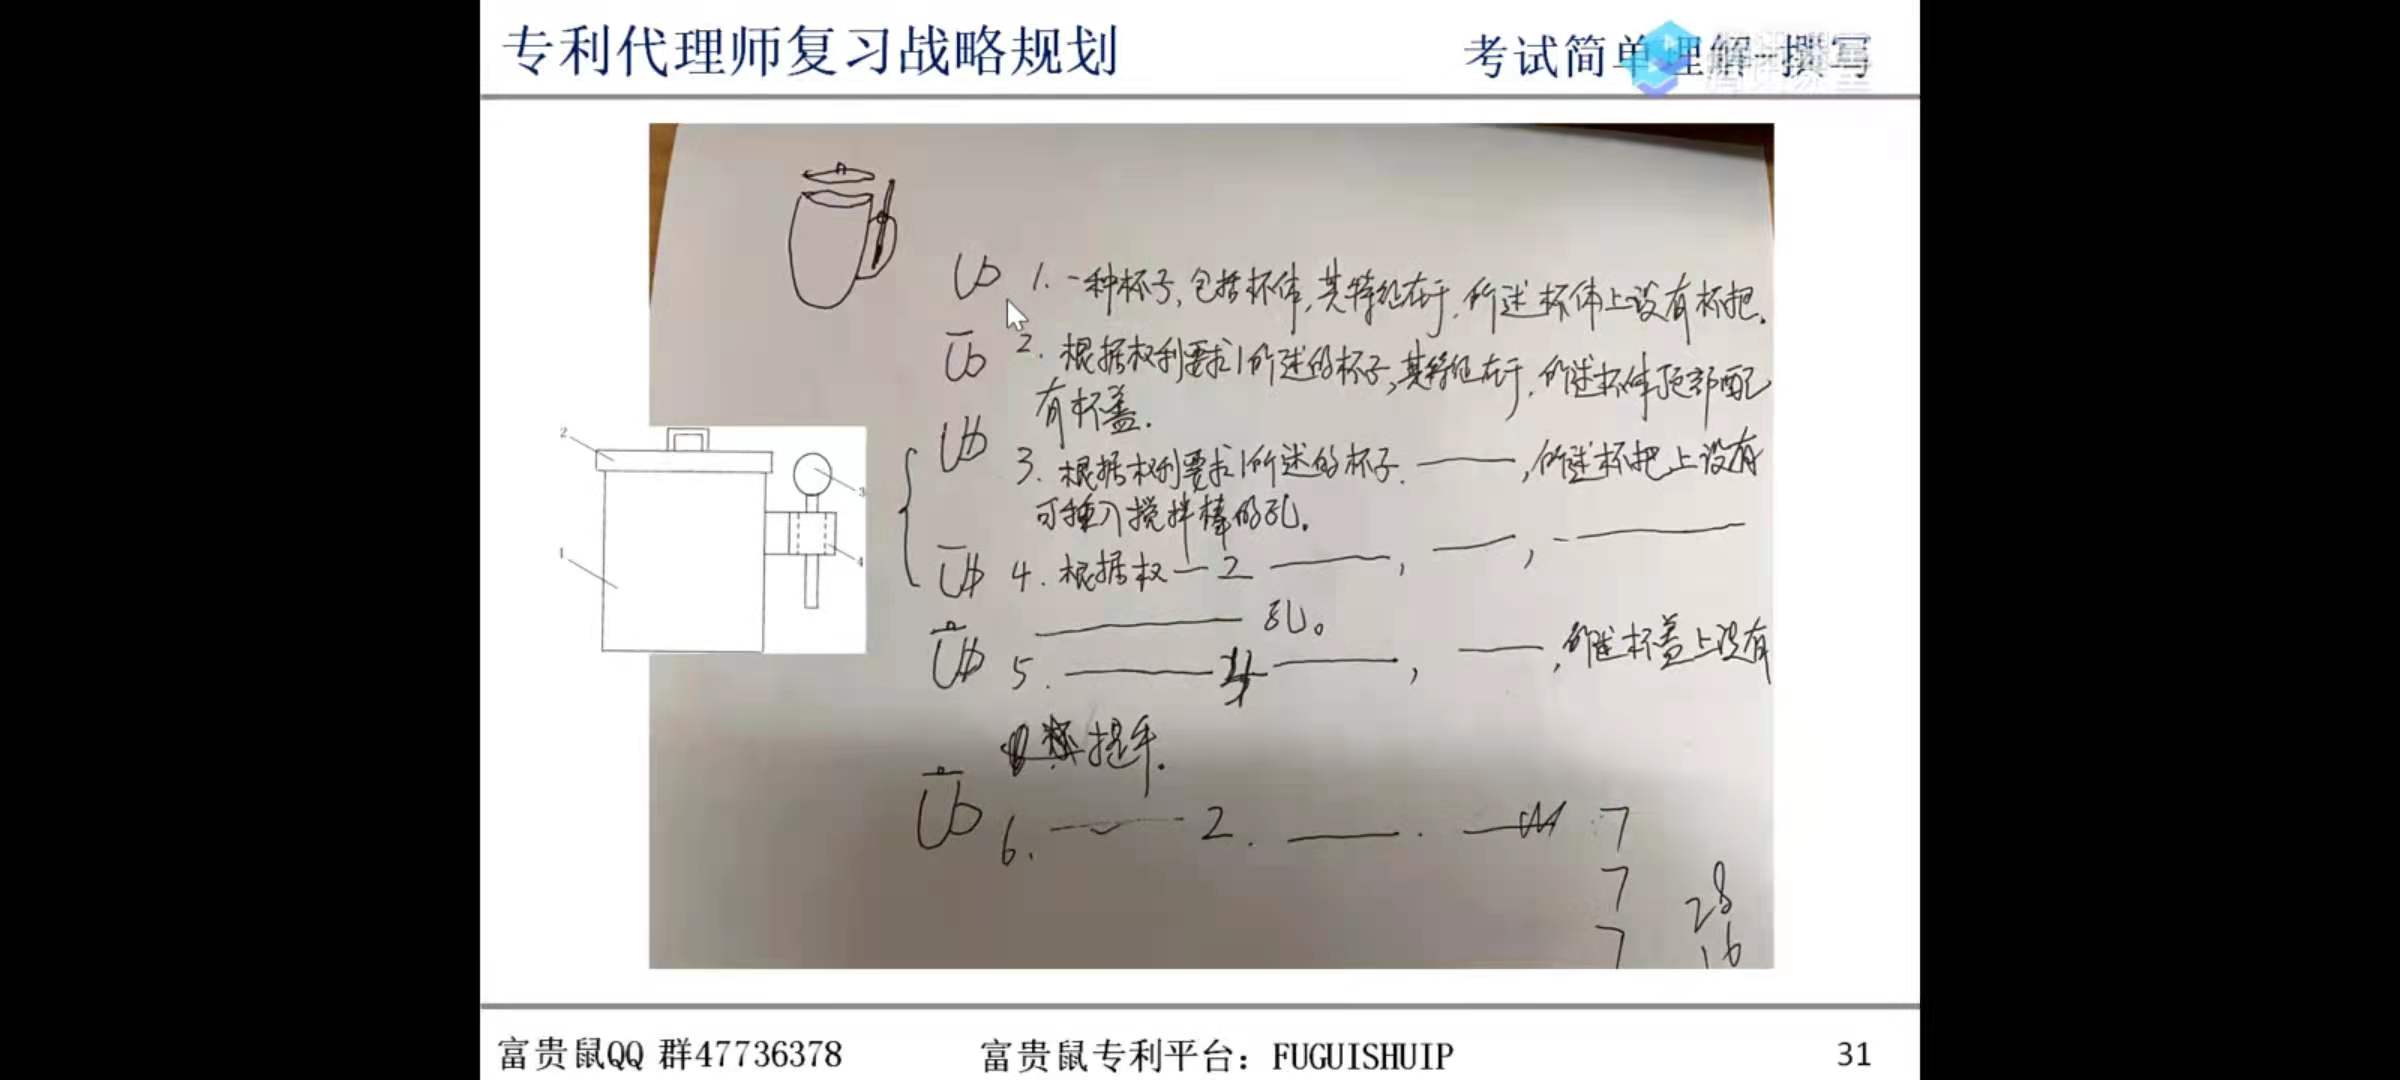 专利代理师复习战略规划
考试简单理解-撰写
1. 一种杯子,包括杯体,其特征在于,所述杯体上设有杯把.
2. 根据权利要求1所述的杯子,其特征在于,所述杯体顶部配
有杯盖.
3. 根据权利要求1所述的杯子. ——,所述杯把上设有
可插入搅拌棒的孔.
4. 根据权—2——, ——, ——
—— 孔。
5. ——4——, ——,所述杯盖上设有
提手.
6. ——2. ——. —— 7
7
28
7
16
2
3
1
4
富贵鼠QQ 群47736378
富贵鼠专利平台: FUGUISHUIP
31